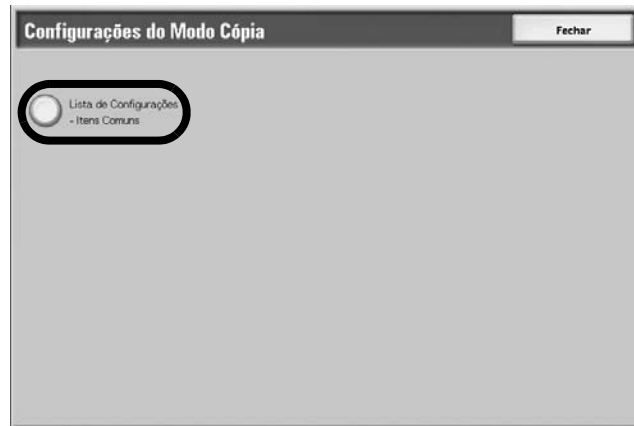 Configurações do Modo Cópia
Fechar
Lista de Configurações
- Itens Comuns